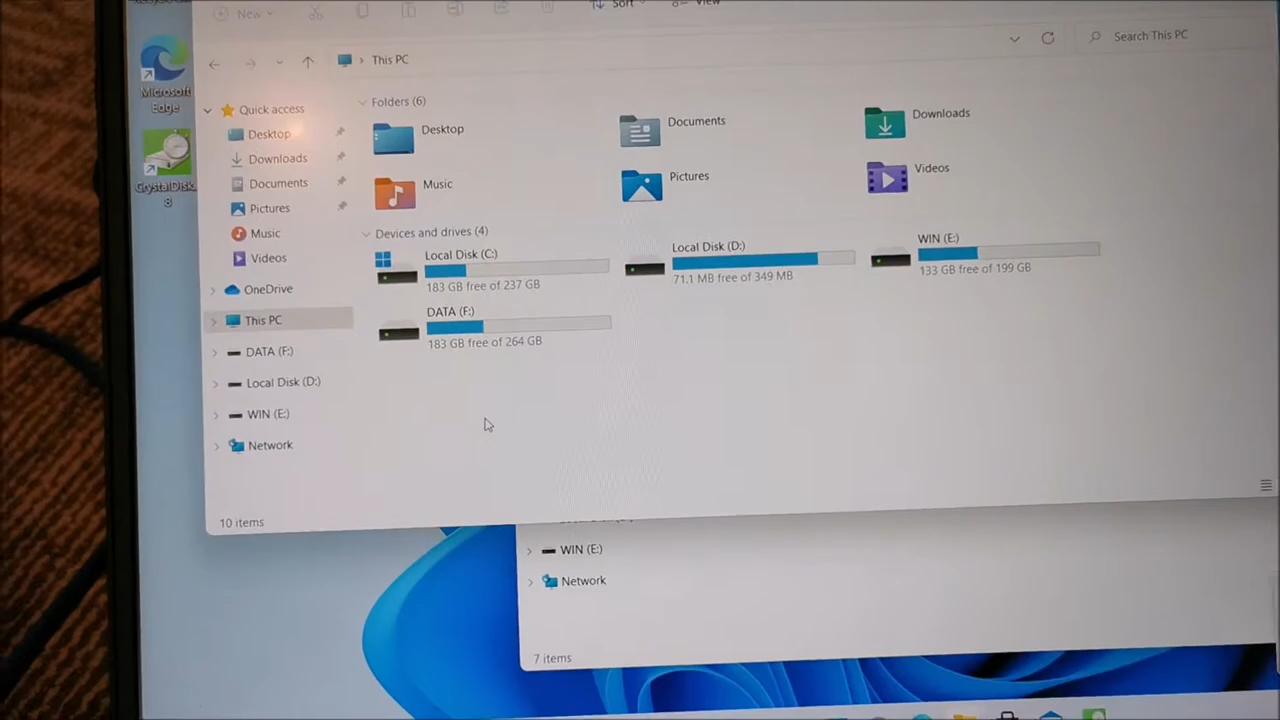 New
Sort
View
This PC
Search This PC
Microsoft
Edge
CrystalDisk
8
Quick access
Desktop
Downloads
Documents
Pictures
Music
Videos
OneDrive
This PC
DATA (F:)
Local Disk (D:)
WIN (E:)
Network
10 items
Folders (6)
Desktop
Documents
Downloads
Music
Pictures
Videos
Devices and drives (4)
Local Disk (C:)
183 GB free of 237 GB
Local Disk (D:)
71.1 MB free of 349 MB
WIN (E:)
133 GB free of 199 GB
DATA (F:)
183 GB free of 264 GB
WIN (E:)
Network
7 items